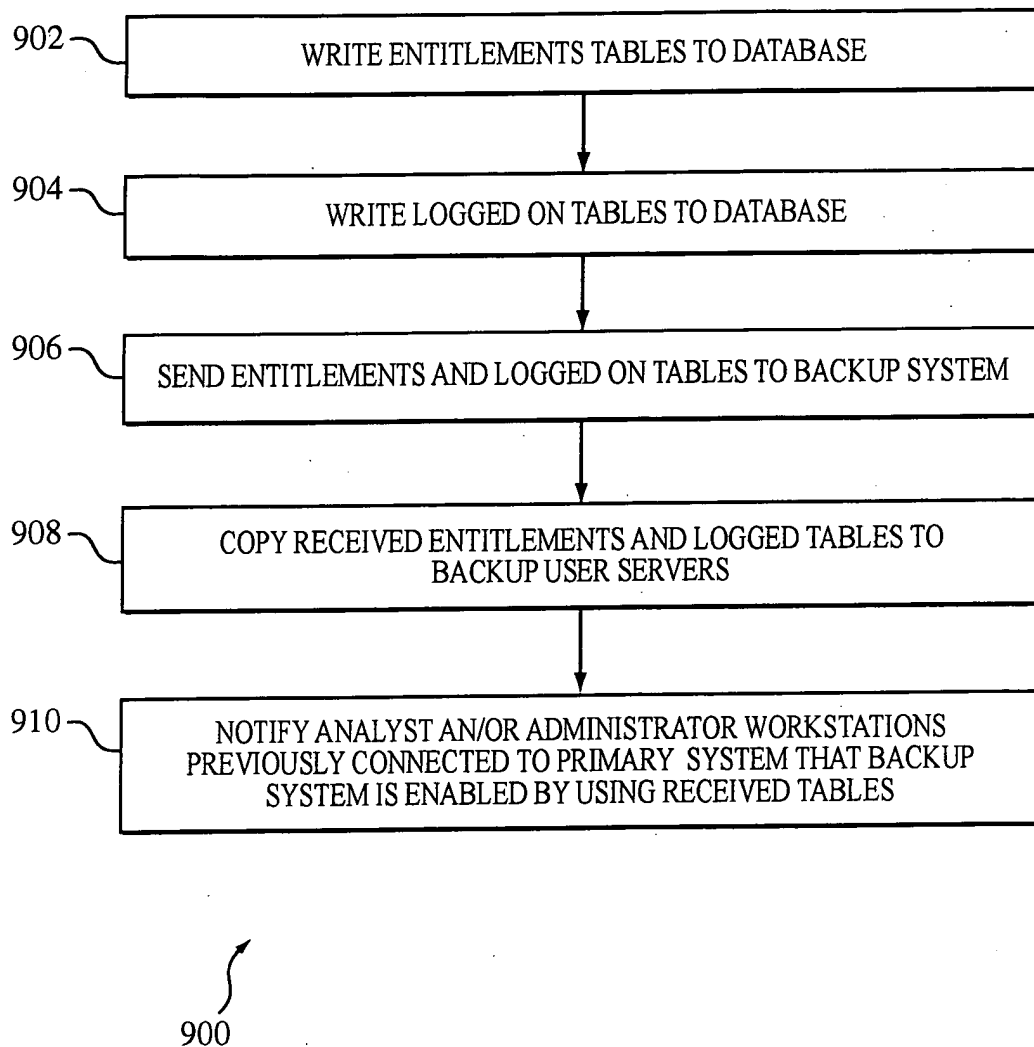 902
WRITE ENTITLEMENTS TABLES TO DATABASE
904
WRITE LOGGED ON TABLES TO DATABASE
906
SEND ENTITLEMENTS AND LOGGED ON TABLES TO BACKUP SYSTEM
908
COPY RECEIVED ENTITLEMENTS AND LOGGED TABLES TO
BACKUP USER SERVERS
910
NOTIFY ANALYST AN/OR ADMINISTRATOR WORKSTATIONS
PREVIOUSLY CONNECTED TO PRIMARY SYSTEM THAT BACKUP
SYSTEM IS ENABLED BY USING RECEIVED TABLES
900